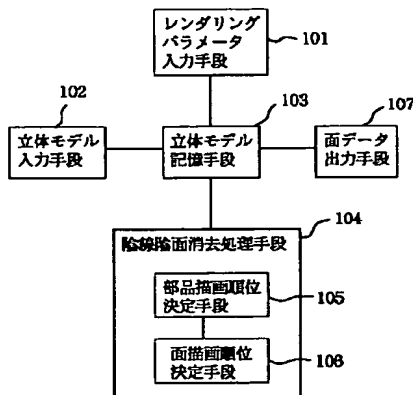 レンダリング
パラメータ
入力手段
101
102
103
107
立体モデル
入力手段
立体モデル
記憶手段
面データ
出力手段
104
陰線陰面消去処理手段
部品描画順位
決定手段
105
面描画順位
決定手段
106